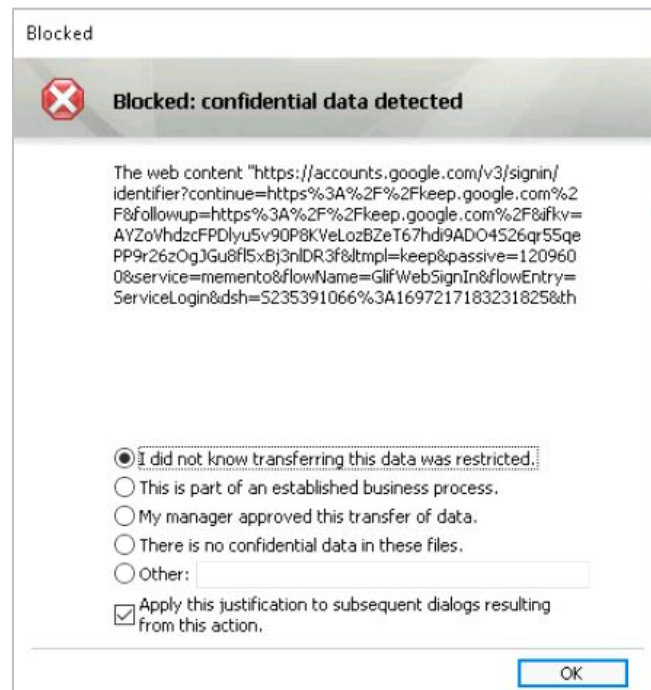 Blocked
Blocked: confidential data detected
The web content "https://accounts.google.com/v3/signin/
identifier?continue=https%3A%2F%2Fkeep.google.com%2
F&followup=https%3A%2F%2Fkeep.google.com%2F&ifkv=
AYZoVhdzcFPDlyu5v90P8KVeLozBZeT67hdi9ADO4S26qr55qe
PP9r26zOgJGu8fl5xBj3nlDR3f&ltmpl=keep&passive=120960
0&service=memento&flowName=GlifWebSignIn&flowEntry=
ServiceLogin&dsh=S235391066%3A1697217183231825&th
I did not know transferring this data was restricted.
This is part of an established business process.
My manager approved this transfer of data.
There is no confidential data in these files.
Other:
Apply this justification to subsequent dialogs resulting
from this action.
OK